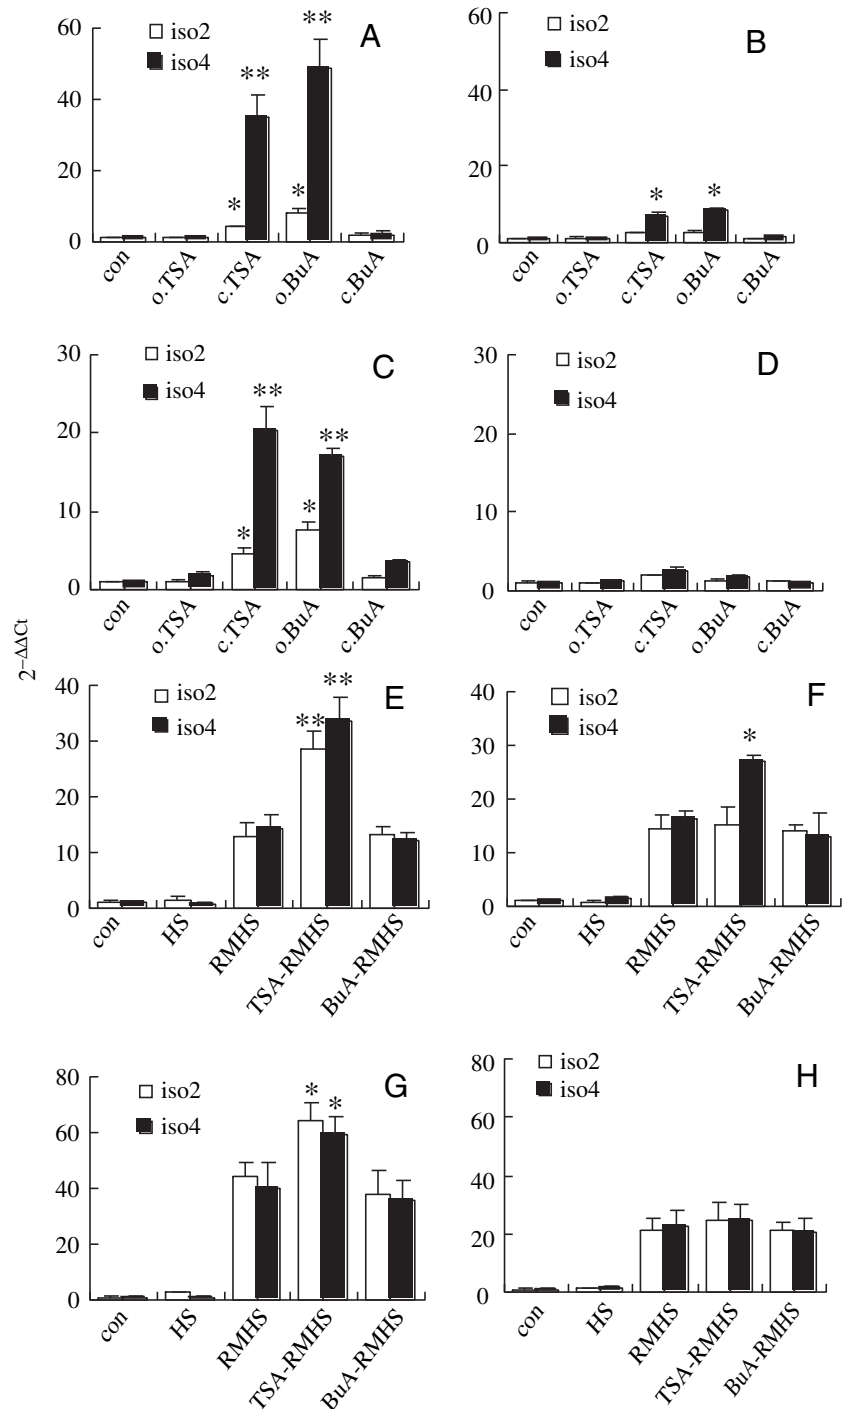 A
iso2
iso4
60
40
20
0
*
**
*
**
con
o.TSA
c.TSA
o.BuA
c.BuA
B
iso2
iso4
60
40
20
0
*
*
con
o.TSA
c.TSA
o.BuA
c.BuA
C
iso2
iso4
30
20
10
0
*
**
*
**
con
o.TSA
c.TSA
o.BuA
c.BuA
D
iso2
iso4
30
20
10
0
con
o.TSA
c.TSA
o.BuA
c.BuA
2−ΔΔCt
E
iso2
iso4
40
30
20
10
0
**
**
con
HS
RMHS
TSA-RMHS
BuA-RMHS
F
iso2
iso4
40
30
20
10
0
*
con
HS
RMHS
TSA-RMHS
BuA-RMHS
G
iso2
iso4
80
60
40
20
0
*
*
con
HS
RMHS
TSA-RMHS
BuA-RMHS
H
iso2
iso4
80
60
40
20
0
con
HS
RMHS
TSA-RMHS
BuA-RMHS